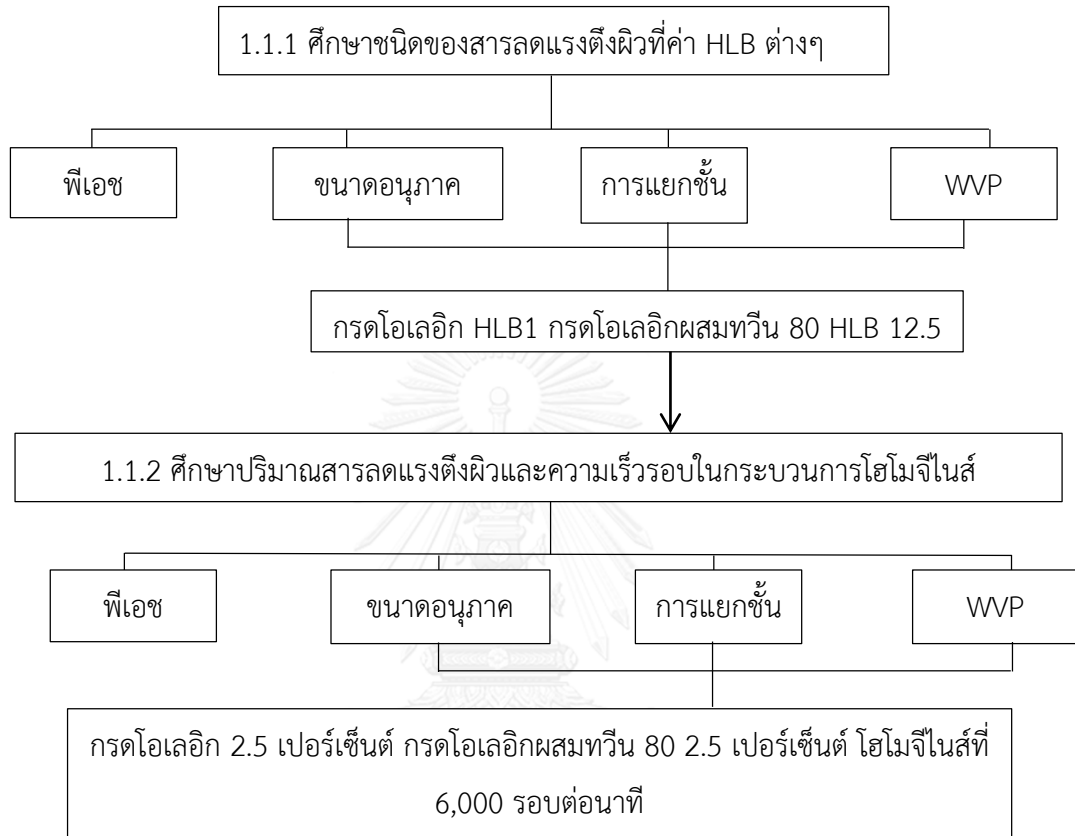 1.1.1 ศึกษาชนิดของสารลดแรงตึงผิวที่ค่า HLB ต่างๆ
พีเอช
ขนาดอนุภาค
การแยกชั้น
WVP
กรดโอเลอิก HLB1 กรดโอเลอิกผสมทวีน 80 HLB 12.5
1.1.2 ศึกษาปริมาณสารลดแรงตึงผิวและความเร็วรอบในกระบวนการโฮโมจีไนส์
พีเอช
ขนาดอนุภาค
การแยกชั้น
WVP
กรดโอเลอิก 2.5 เปอร์เซ็นต์ กรดโอเลอิกผสมทวีน 80 2.5 เปอร์เซ็นต์ โฮโมจีไนส์ที่
6,000 รอบต่อนาที